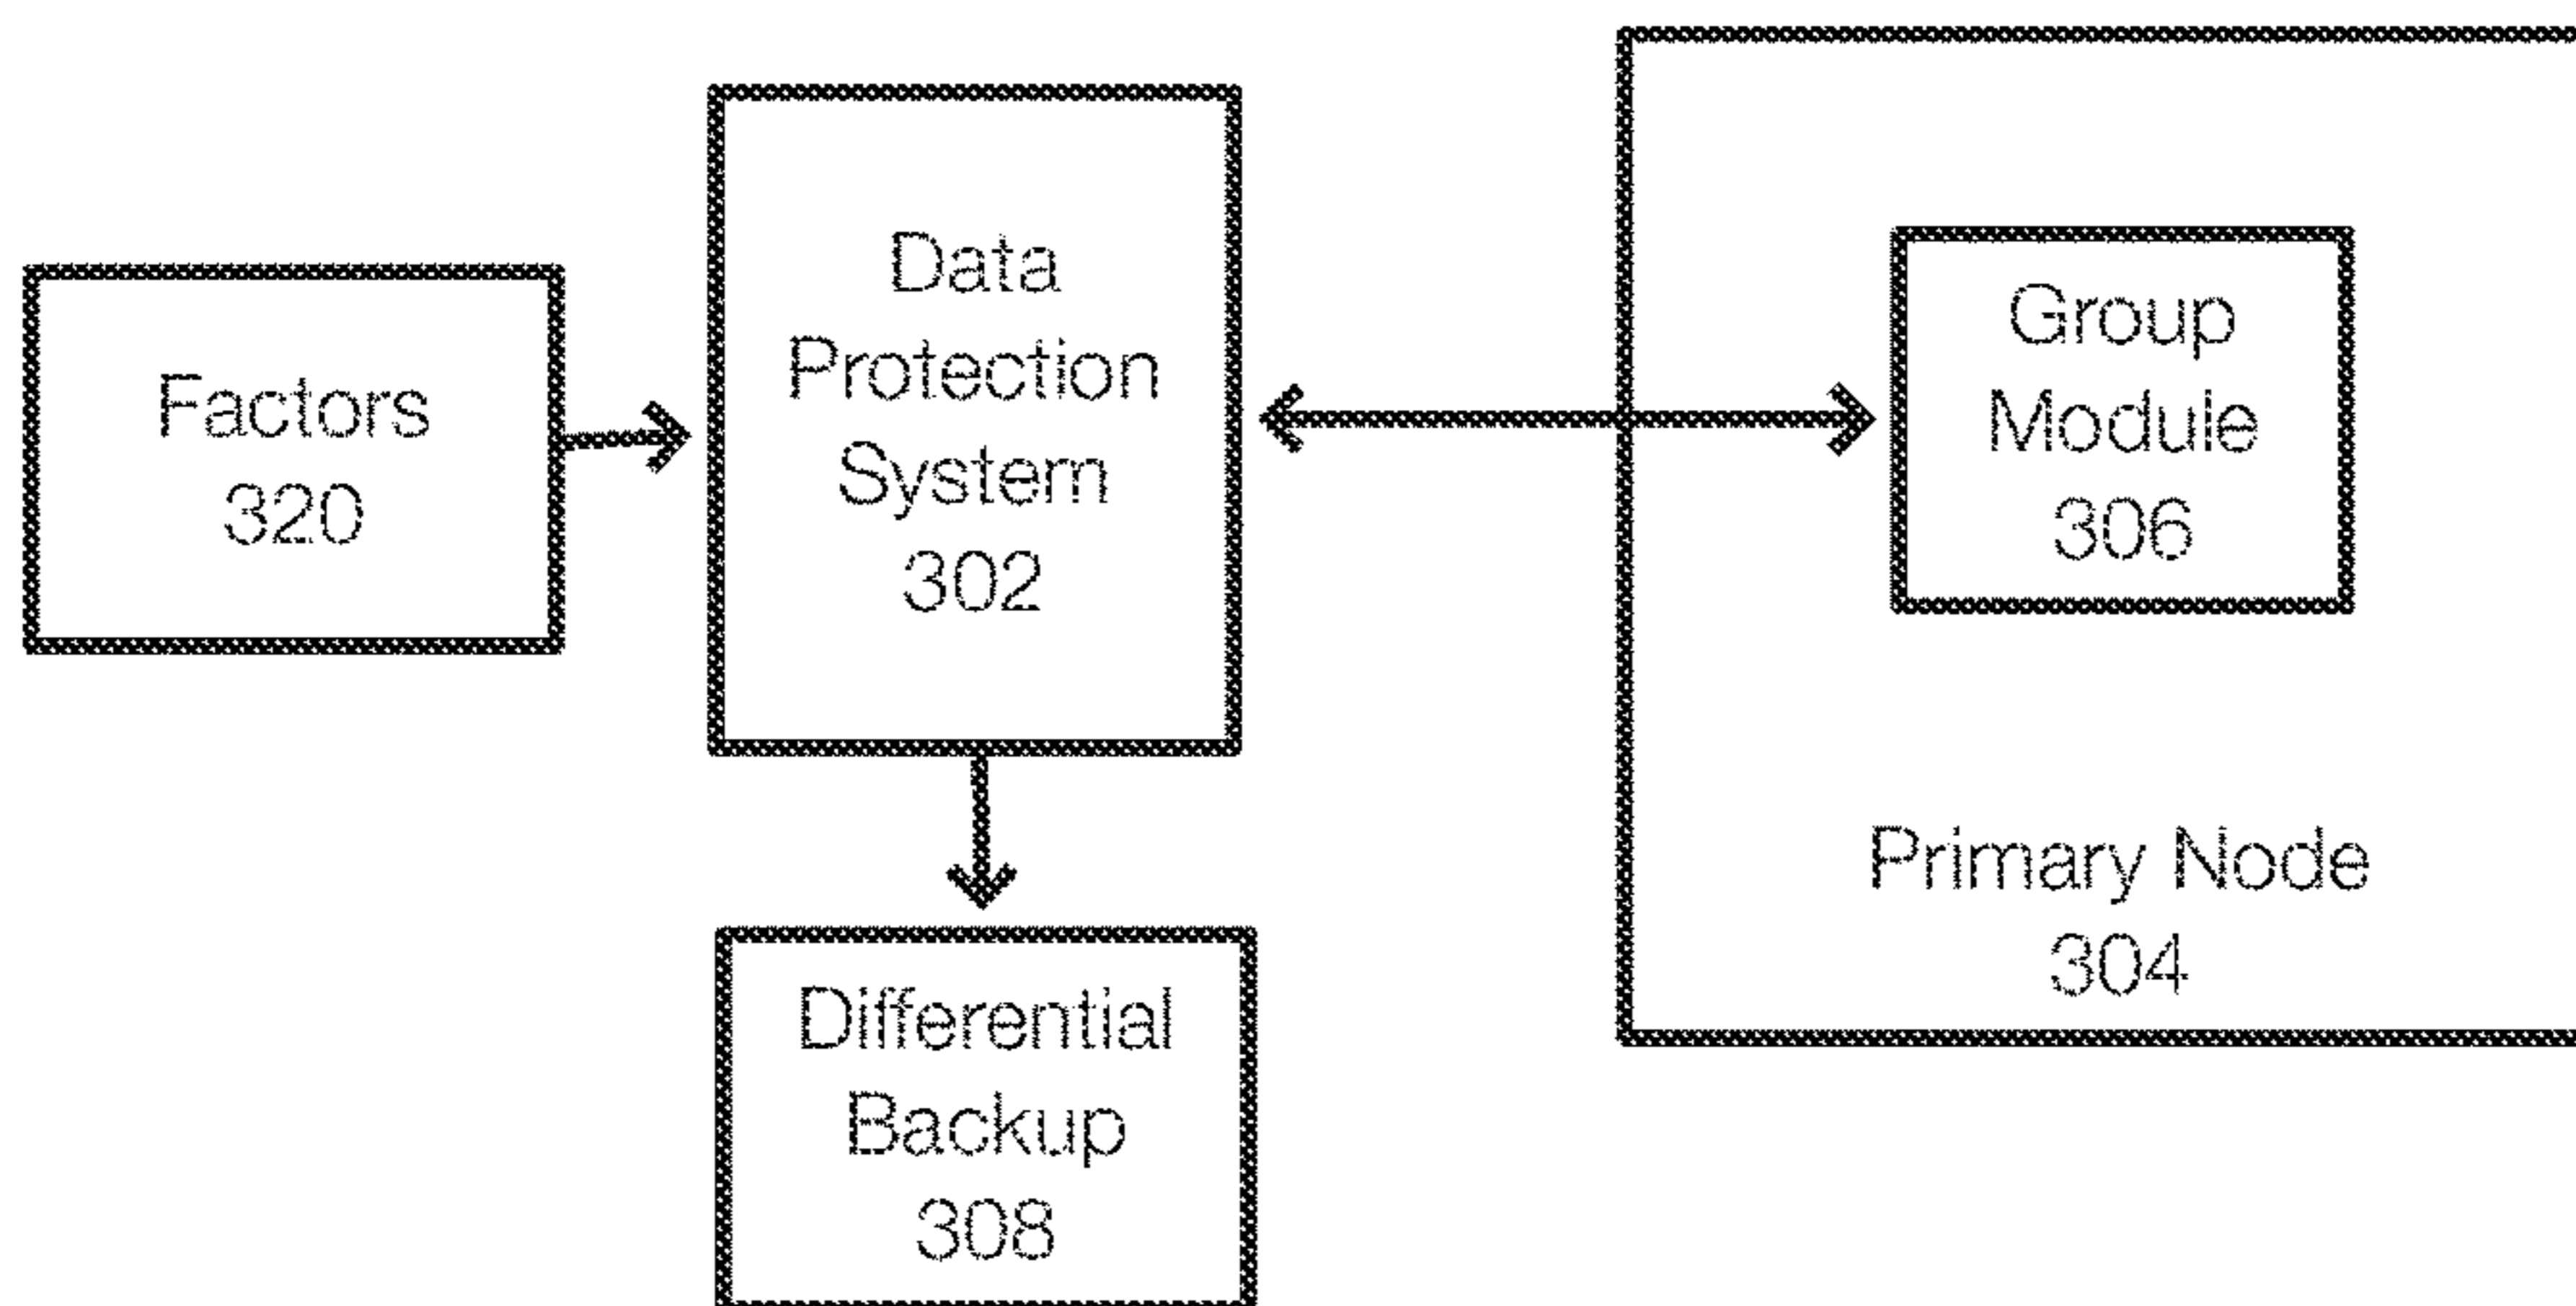 Factors
320
Data
Protection
System
302
Group
Module
306
Primary Node
304
Differential
Backup
308